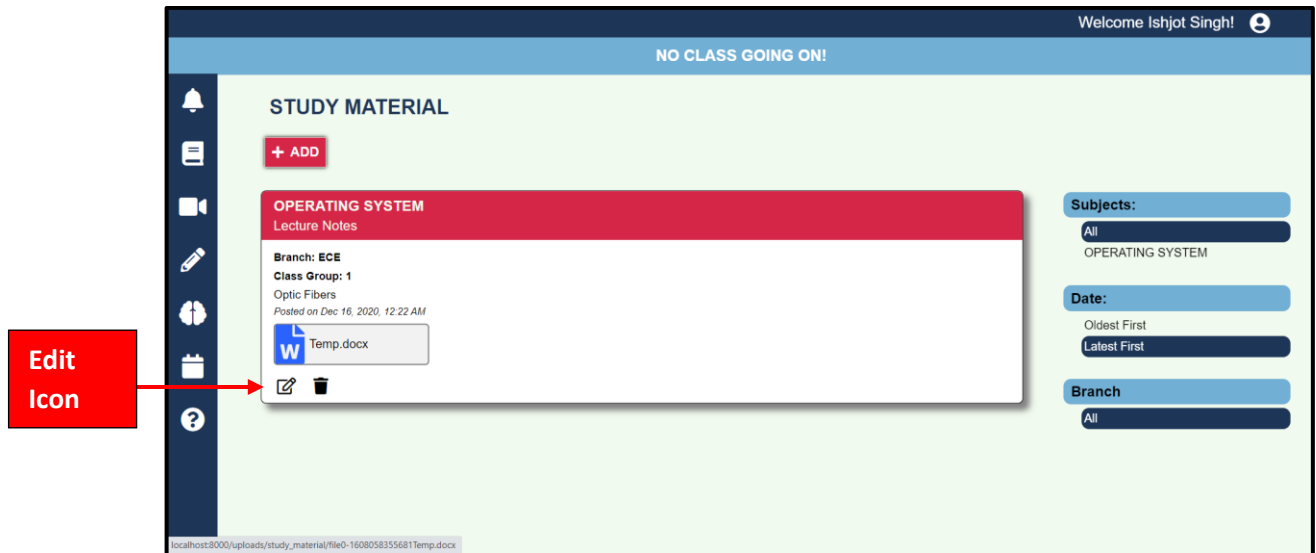 Welcome Ishjot Singh!
NO CLASS GOING ON!
STUDY MATERIAL
+ ADD
OPERATING SYSTEM
Lecture Notes
Branch: ECE
Class Group: 1
Optic Fibers
Posted on Dec 16, 2020, 12:22 AM
W Temp.docx
Subjects:
All
OPERATING SYSTEM
Date:
Oldest First
Latest First
Branch
All
Edit
Icon
localhost:8000/uploads/study_material/file0-1608058355681Temp.docx